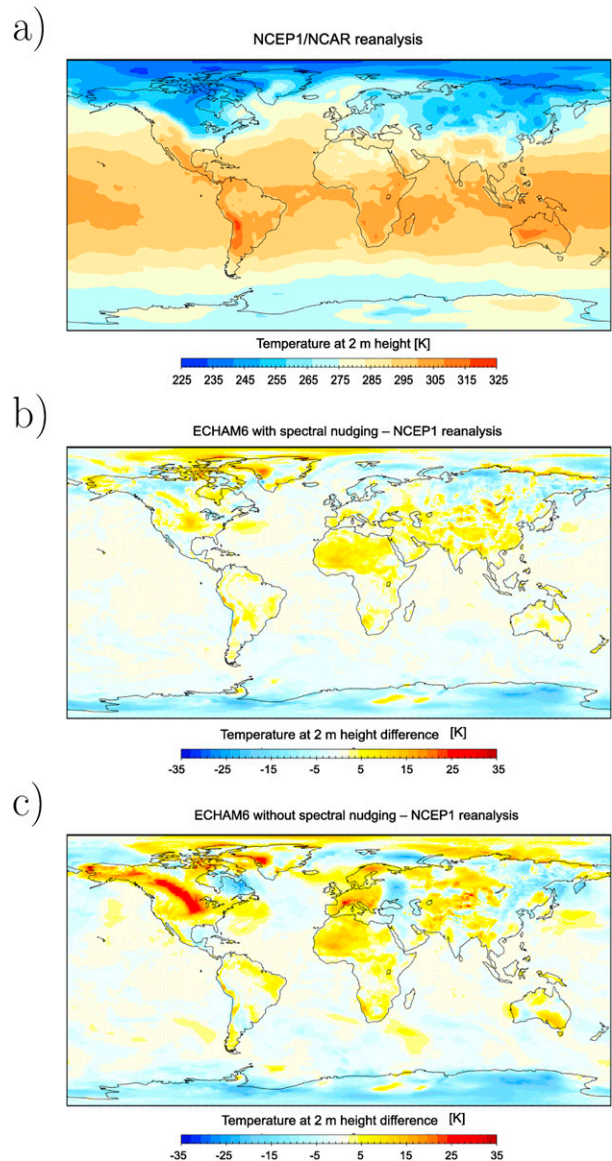 a)
NCEP1/NCAR reanalysis
Temperature at 2 m height [K]
225 235 245 255 265 275 285 295 305 315 325
b)
ECHAM6 with spectral nudging – NCEP1 reanalysis
Temperature at 2 m height difference [K]
-35 -25 -15 -5 5 15 25 35
c)
ECHAM6 without spectral nudging – NCEP1 reanalysis
Temperature at 2 m height difference [K]
-35 -25 -15 -5 5 15 25 35